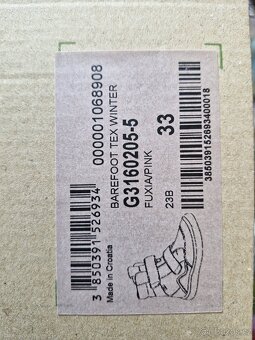 000001068908
BAREFOOT TEX WINTER
G3160205-5
FUXIA/PINK
33
23B
3 850391 526934
Made in Croatia
385039152693400018